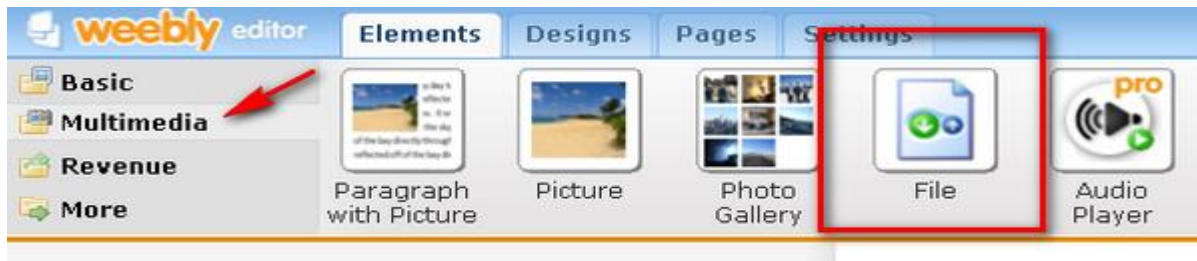 weebly editor
Elements Designs Pages Settings
Basic
Multimedia
Revenue
More
Paragraph
with Picture
Picture
Photo
Gallery
File
pro
Audio
Player